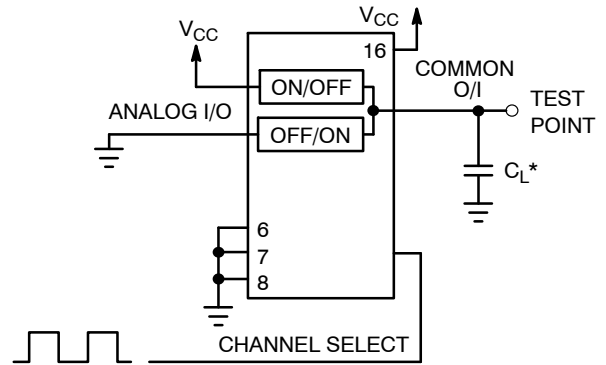 VCC
VCC
16
COMMON
O/I
ON/OFF
TEST
POINT
ANALOG I/O
OFF/ON
CL*
6
7
8
CHANNEL SELECT